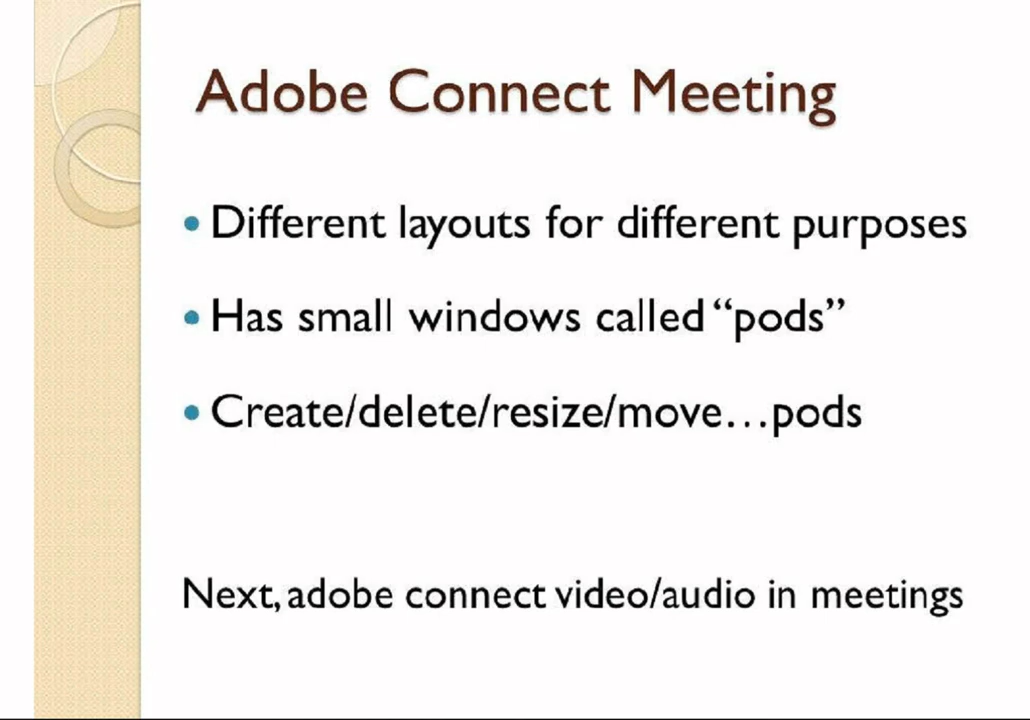 Adobe Connect Meeting
• Different layouts for different purposes
• Has small windows called “pods”
• Create/delete/resize/move…pods
Next, adobe connect video/audio in meetings